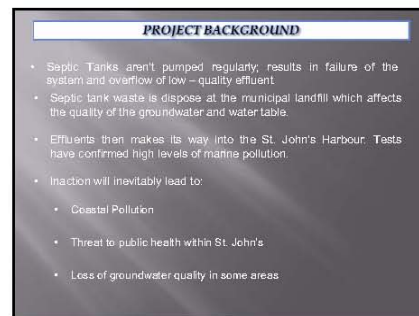 PROJECT BACKGROUND
• Septic Tanks aren't pumped regularly; results in failure of the
system and overflow of low – quality effluent
• Septic tank waste is dispose at the municipal landfill which affects
the quality of the groundwater and water table.
• Effluents then makes its way into the St. John's Harbour. Tests
have confirmed high levels of marine pollution.
• Inaction will inevitably lead to:
• Coastal Pollution
• Threat to public health within St. John's
• Loss of groundwater quality in some areas